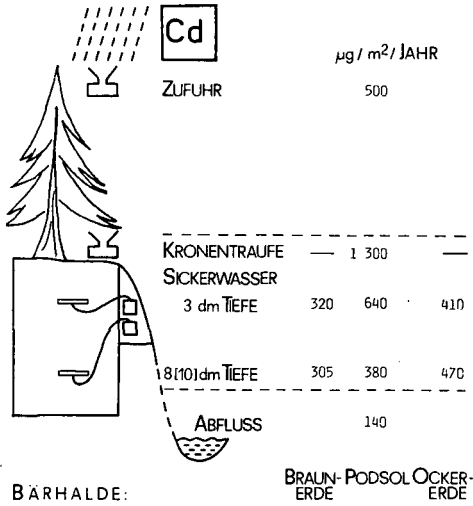 Cd
µg / m²/ JAHR
ZUFUHR 500
KRONENTRAUFE — 1 300 —
SICKERWASSER
3 dm TIEFE 320 640 410
8[10]dm TIEFE 305 380 470
ABFLUSS 140
BRAUN- PODSOL OCKER-
BÄRHALDE: ERDE ERDE